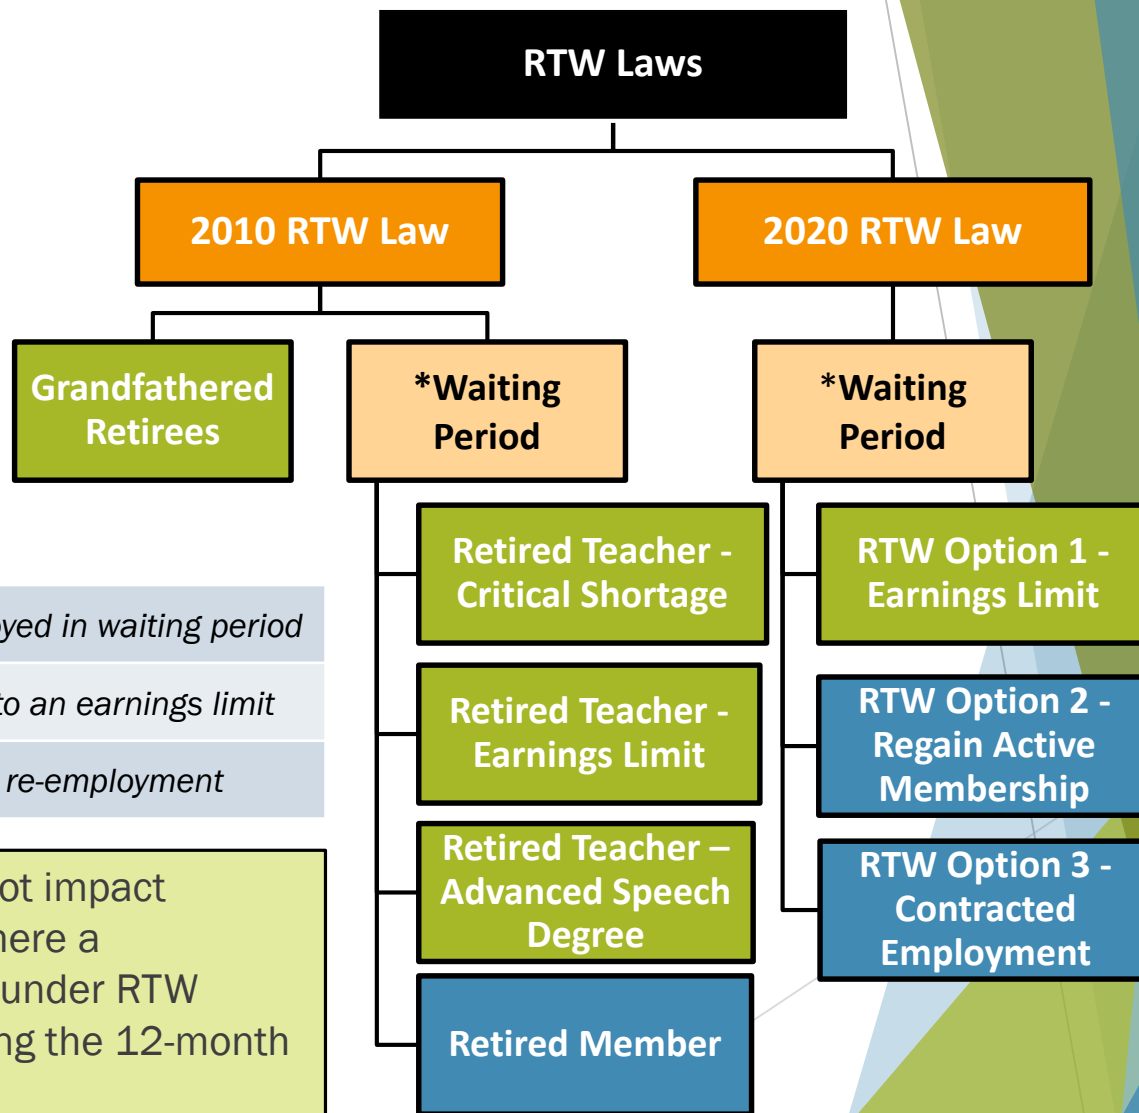 RTW Laws
2010 RTW Law
2020 RTW Law
Grandfathered
Retirees
*Waiting
Period
*Waiting
Period
Retired Teacher -
Critical Shortage
Retired Teacher -
Earnings Limit
Retired Teacher –
Advanced Speech
Degree
Retired Member
RTW Option 1 -
Earnings Limit
RTW Option 2 -
Regain Active
Membership
RTW Option 3 -
Contracted
Employment
in waiting period
to an earnings limit
re-employment
ot impact
a
under RTW
the 12-month